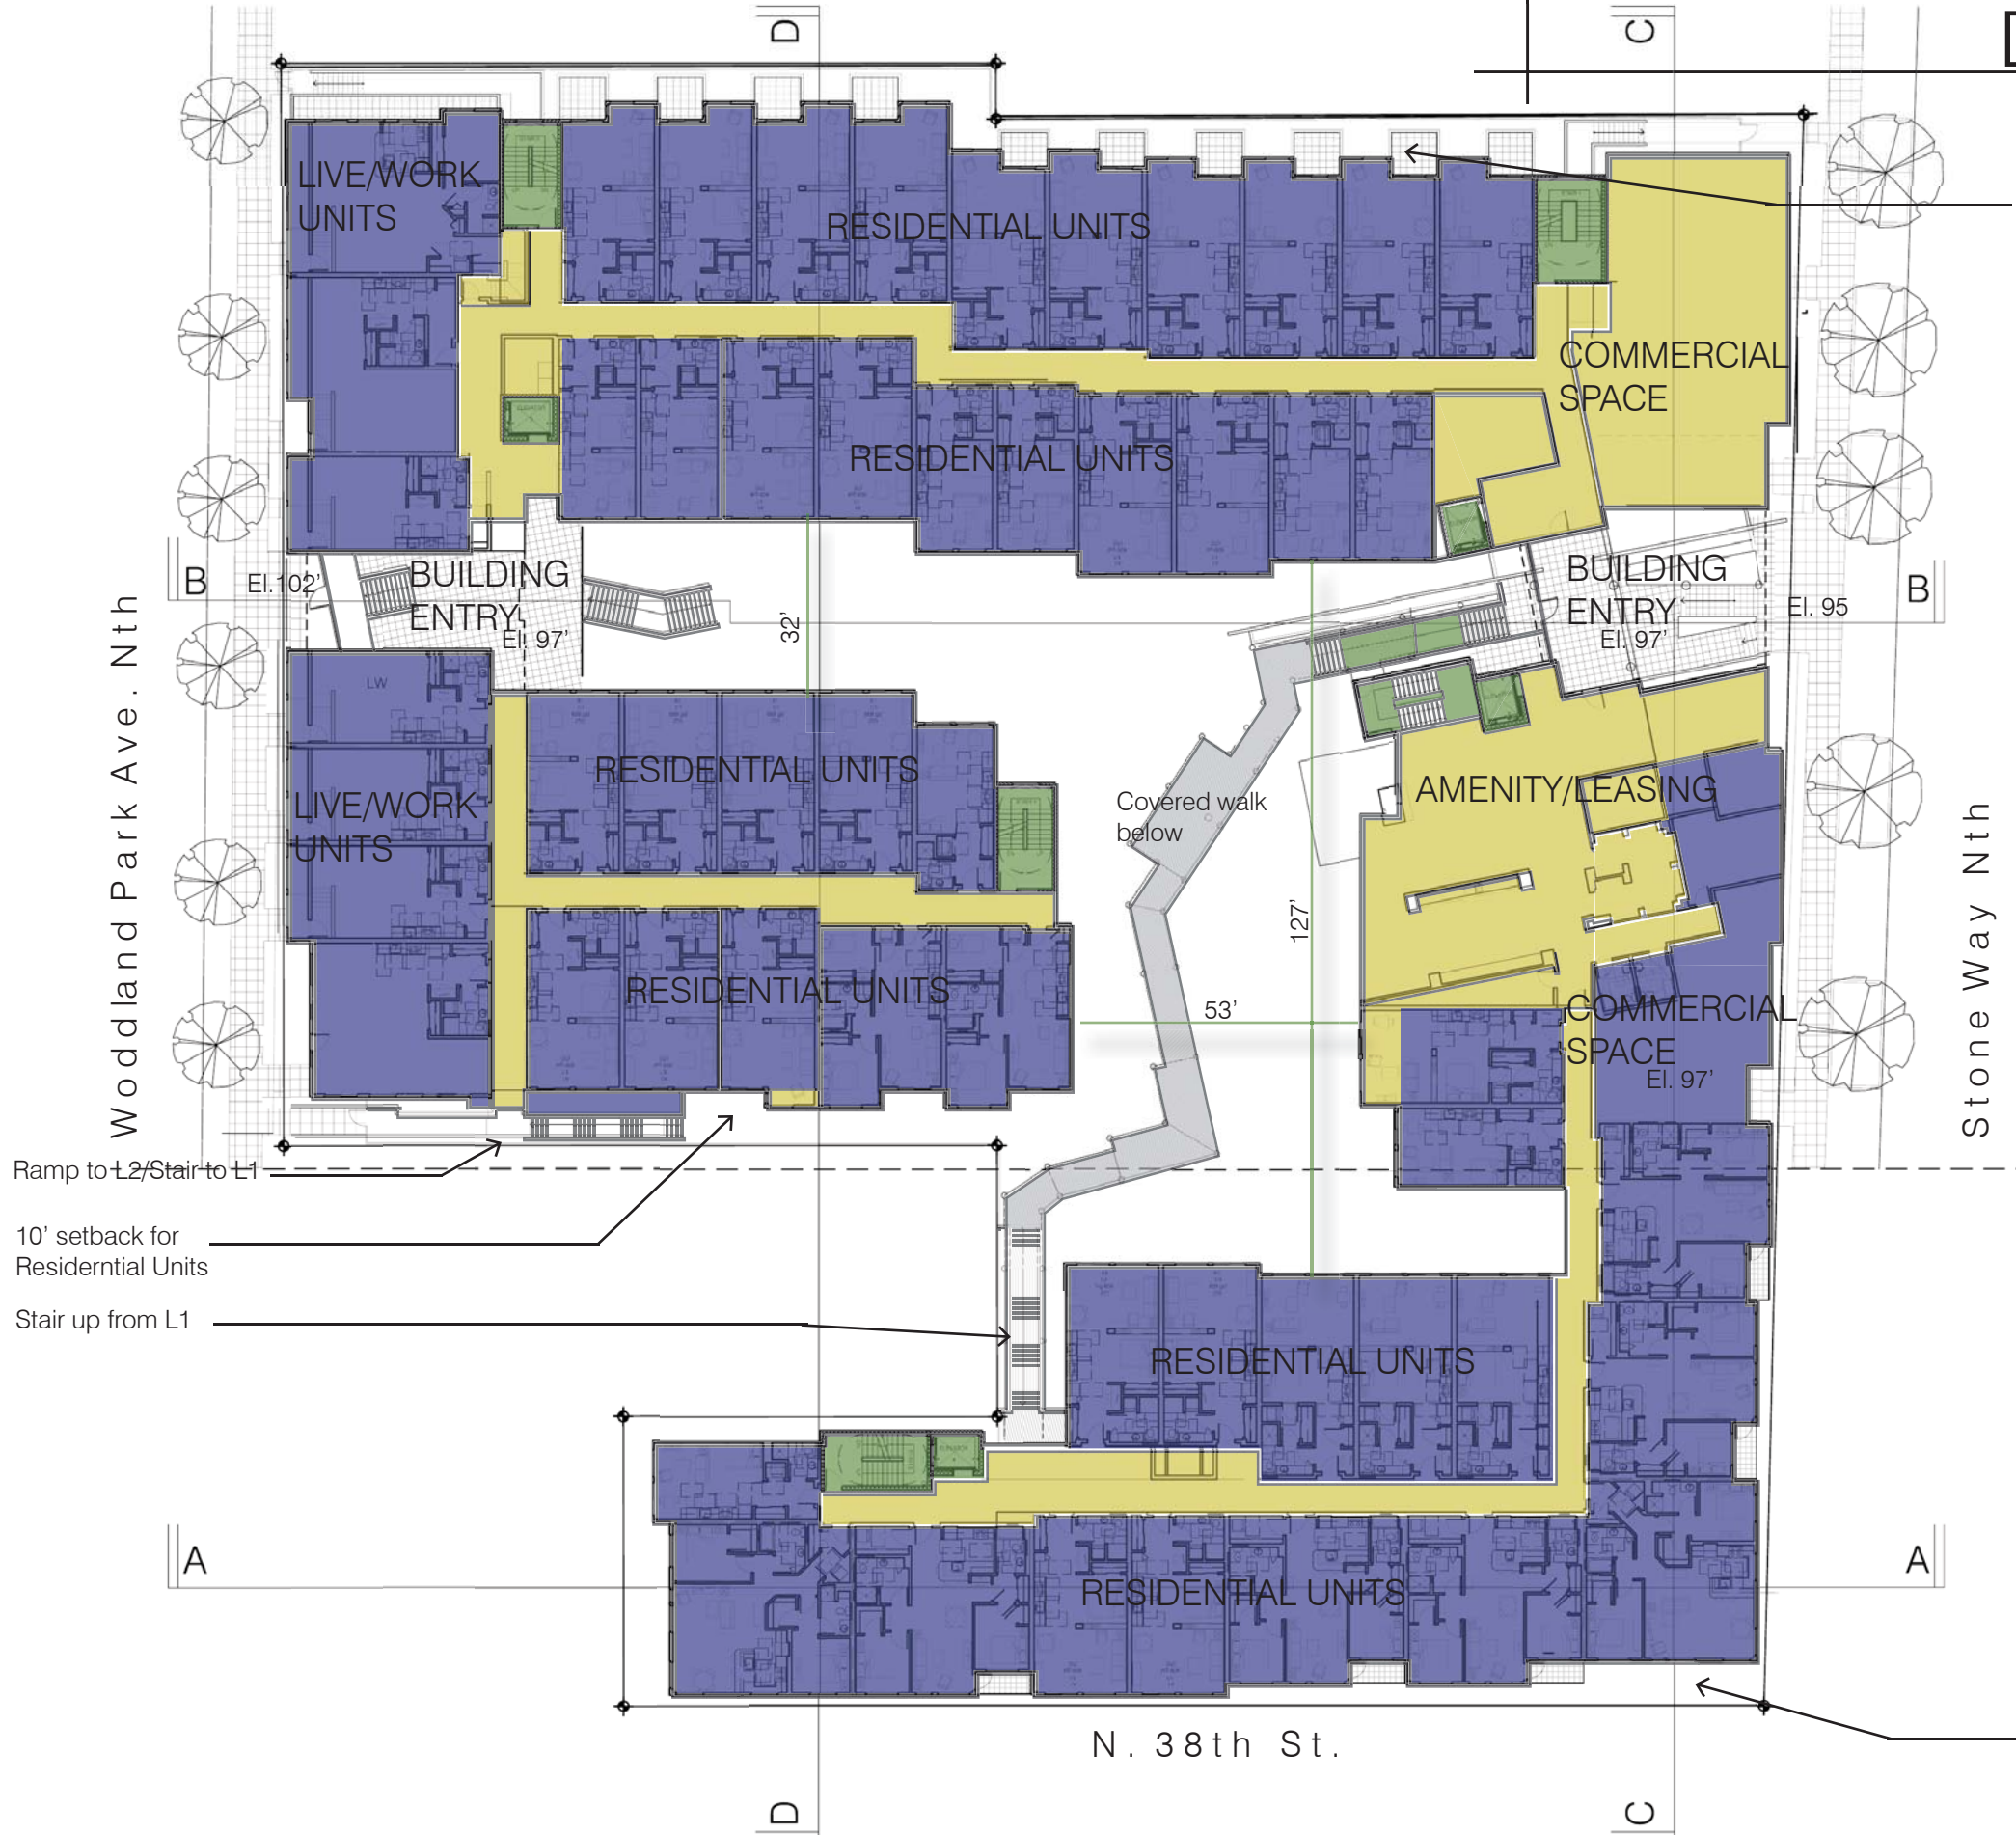 D
C
LIVE/WORK
UNITS
RESIDENTIAL UNITS
COMMERCIAL
SPACE
RESIDENTIAL UNITS
B
El.102'
BUILDING
ENTRY
El. 97'
32'
BUILDING
ENTRY
El. 97'
El. 95
B
Woodland Park Ave. Nth
LW
LIVE/WORK
UNITS
RESIDENTIAL UNITS
Covered walk
below
AMENITY/LEASING
Stone Way Nth
127'
RESIDENTIAL UNITS
53'
COMMERCIAL
SPACE
El. 97'
Ramp to L2/Stair to L1
10' setback for
Residerntial Units
Stair up from L1
RESIDENTIAL UNITS
A
RESIDENTIAL UNITS
A
N. 38th St.
D
C